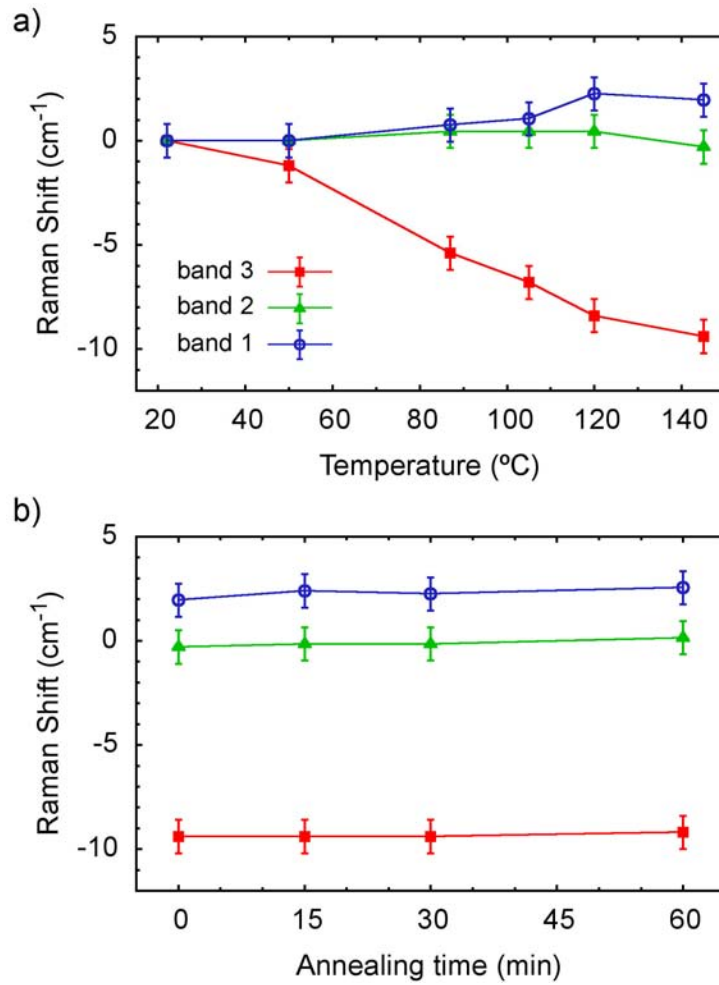 a)
5
0
-5
-10
Raman Shift (cm-1)
band 3
band 2
band 1
20 40 60 80 100 120 140
Temperature (ºC)
b)
5
0
-5
-10
Raman Shift (cm-1)
0 15 30 45 60
Annealing time (min)